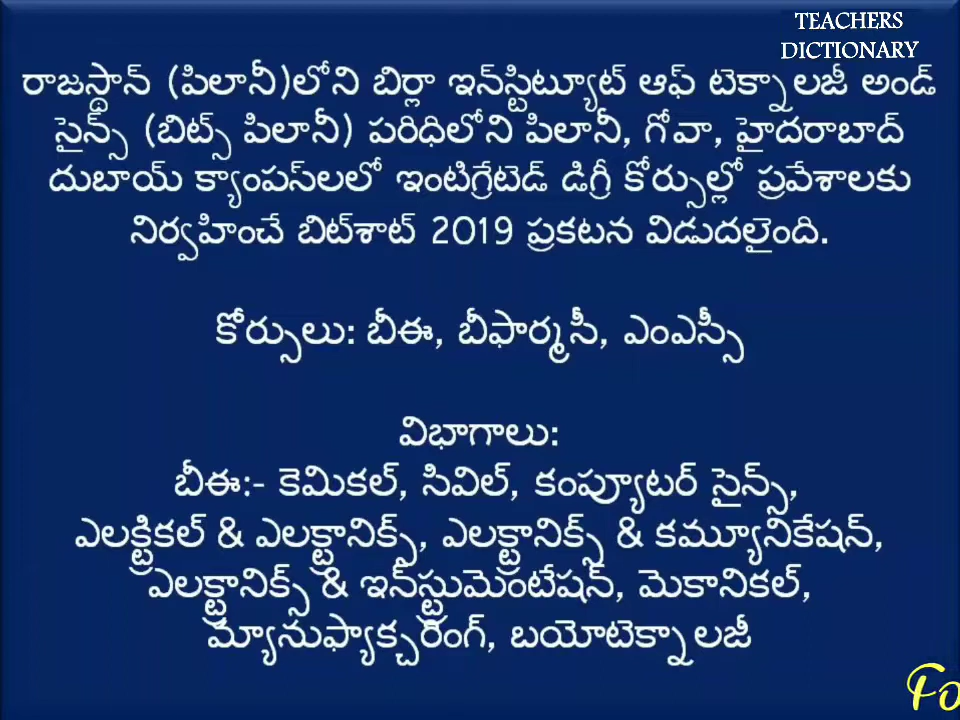 TEACHERS
DICTIONARY
రాజస్థాన్ (పిలానీ)లోని బిర్లా ఇన్‌స్టిట్యూట్ ఆఫ్ టెక్నాలజీ అండ్
సైన్స్ (బిట్స్ పిలానీ) పరిధిలోని పిలానీ, గోవా, హైదరాబాద్
దుబాయ్ క్యాంపస్‌లలో ఇంటిగ్రేటెడ్ డిగ్రీ కోర్సుల్లో ప్రవేశాలకు
నిర్వహించే బిట్‌శాట్ 2019 ప్రకటన విడుదలైంది.
కోర్సులు: బీఈ, బీఫార్మసీ, ఎంఎస్సీ
విభాగాలు:
బీఈ:- కెమికల్, సివిల్, కంప్యూటర్ సైన్స్,
ఎలక్ట్రికల్ & ఎలక్ట్రానిక్స్, ఎలక్ట్రానిక్స్ & కమ్యూనికేషన్,
ఎలక్ట్రానిక్స్ & ఇన్‌స్ట్రుమెంటేషన్, మెకానికల్,
మ్యానుఫ్యాక్చరింగ్, బయోటెక్నాలజీ
Fo